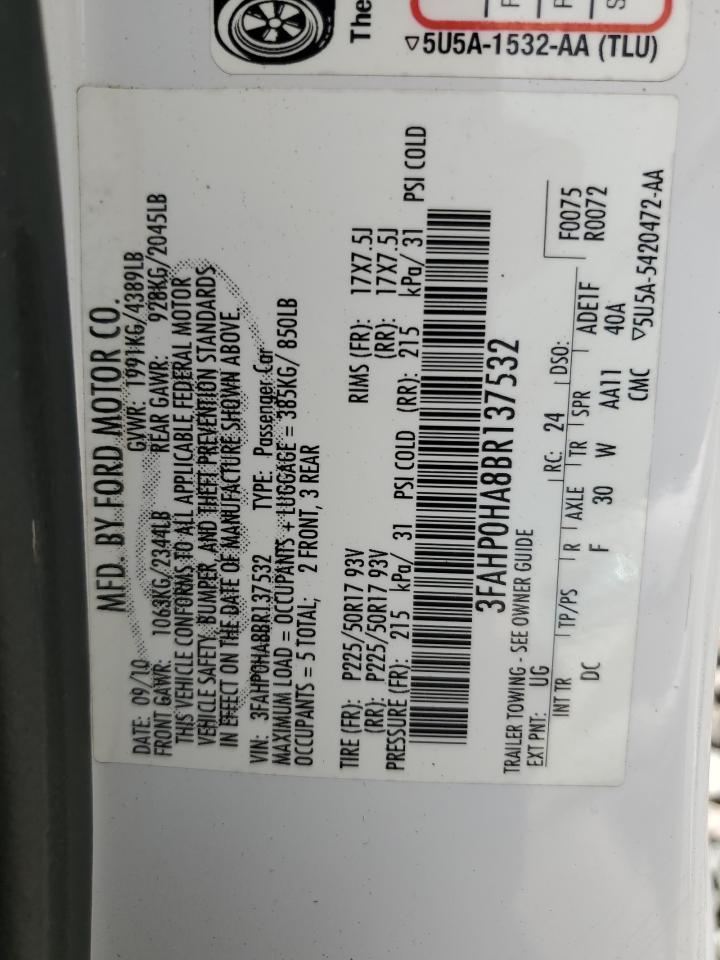 The
▽5U5A-1532-AA (TLU)
MFD. BY FORD MOTOR CO.
DATE: 09/10 GVWR: 1991KG/4389LB
FRONT GAWR: 1063KG/2344LB REAR GAWR: 928KG/2045LB
THIS VEHICLE CONFORMS TO ALL APPLICABLE FEDERAL MOTOR
VEHICLE SAFETY, BUMPER, AND THEFT PREVENTION STANDARDS
IN EFFECT ON THE DATE OF MANUFACTURE SHOWN ABOVE.
VIN: 3FAHP0HA8BR137532 TYPE: Passenger Car
MAXIMUM LOAD = OCCUPANTS + LUGGAGE = 385KG/ 850LB
OCCUPANTS = 5 TOTAL; 2 FRONT, 3 REAR
TIRE (FR): P225/50R17 93V RIMS (FR): 17X7.5J
(RR): P225/50R17 93V (RR): 17X7.5J
PRESSURE (FR): 215 kPa/ 31 PSI COLD (RR): 215 kPa/ 31 PSI COLD
3FAHP0HA8BR137532
TRAILER TOWING - SEE OWNER GUIDE
EXT PNT: UG RC: 24 DSO: F0075
R0072
INT TR TP/PS R AXLE TR SPR ADE1F
DC F 30 W AA11 40A
CMC ▽5U5A-5420472-AA